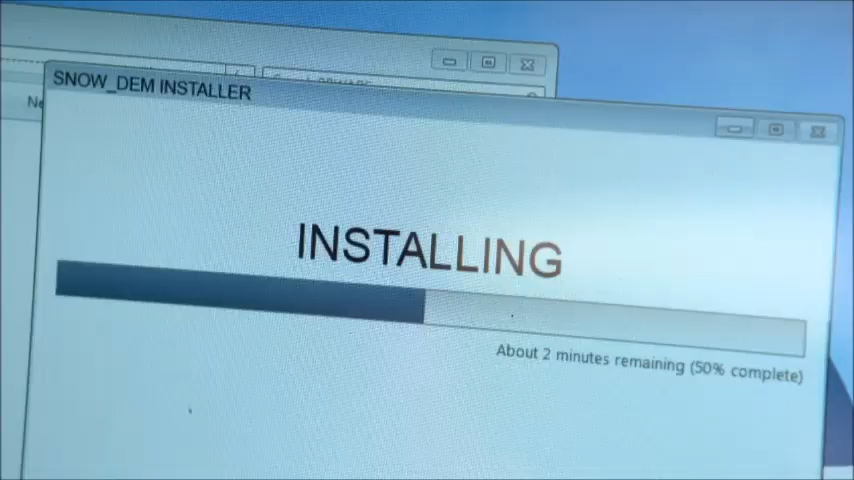 SNOW_DEM INSTALLER
INSTALLING
About 2 minutes remaining (50% complete)